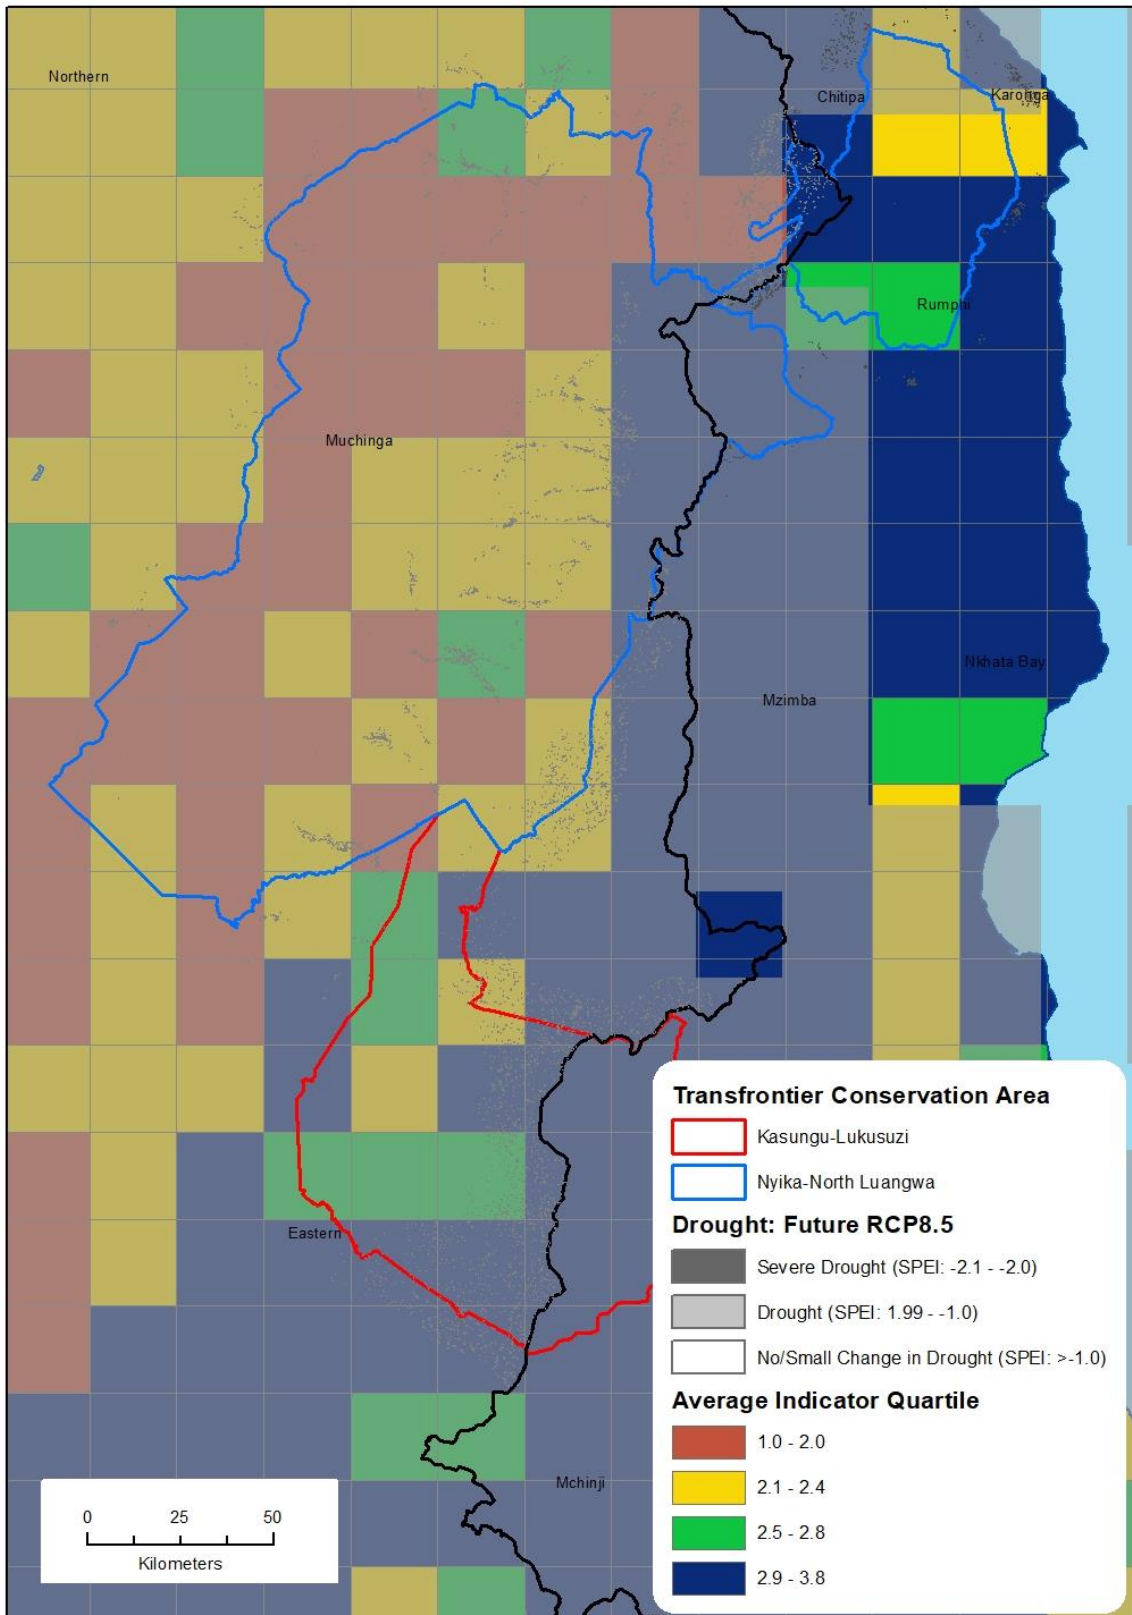 Northern
Chitipa
Karonga
Rumphi
Muchinga
Nkhata Bay
Mzimba
Eastern
Mchinji
Transfrontier Conservation Area
Kasungu-Lukusuzi
Nyika-North Luangwa
Drought: Future RCP8.5
Severe Drought (SPEI: -2.1 - -2.0)
Drought (SPEI: 1.99 - -1.0)
No/Small Change in Drought (SPEI: >-1.0)
Average Indicator Quartile
1.0 - 2.0
2.1 - 2.4
2.5 - 2.8
2.9 - 3.8
0 25 50
Kilometers